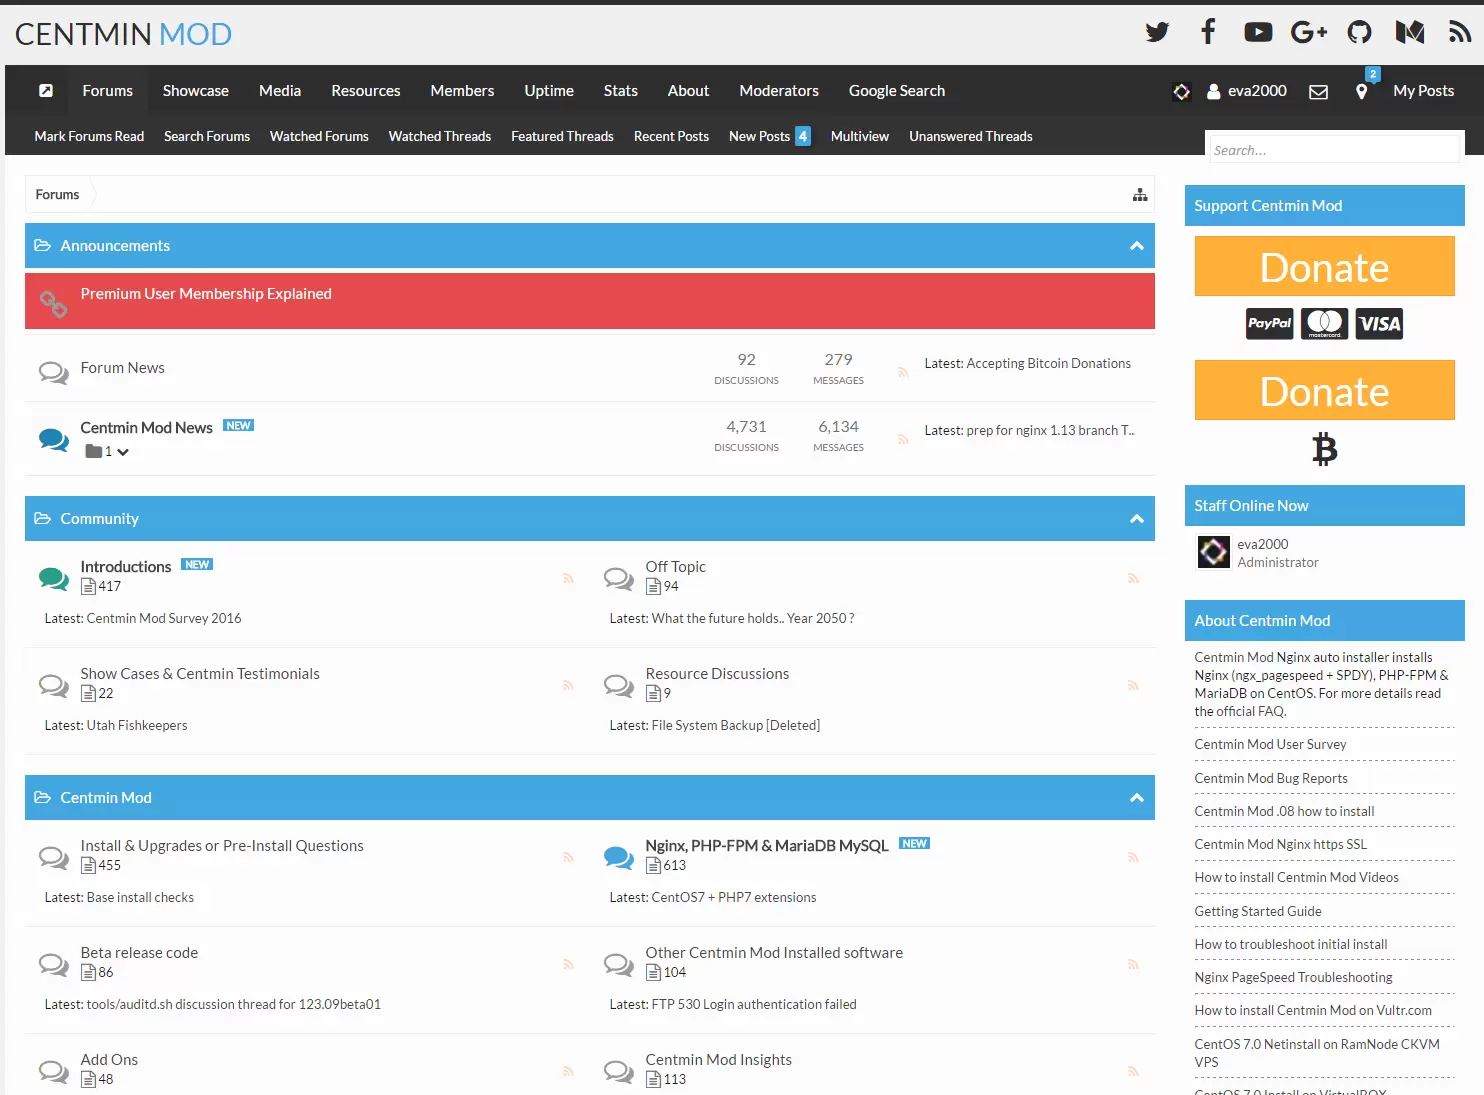 CENTMIN MOD
Forums Showcase Media Resources Members Uptime Stats About Moderators Google Search eva2000 2 My Posts
Mark Forums Read Search Forums Watched Forums Watched Threads Featured Threads Recent Posts New Posts 4 Multiview Unanswered Threads
Search...
Forums
Announcements
Premium User Membership Explained
Forum News
92 279
DISCUSSIONS MESSAGES
Latest: Accepting Bitcoin Donations
Centmin Mod News NEW
1
4,731 6,134
DISCUSSIONS MESSAGES
Latest: prep for nginx 1.13 branch T..
Community
Introductions NEW
417
Latest: Centmin Mod Survey 2016
Off Topic
94
Latest: What the future holds.. Year 2050 ?
Show Cases & Centmin Testimonials
22
Latest: Utah Fishkeepers
Resource Discussions
9
Latest: File System Backup [Deleted]
Centmin Mod
Install & Upgrades or Pre-Install Questions
455
Latest: Base install checks
Nginx, PHP-FPM & MariaDB MySQL NEW
613
Latest: CentOS7 + PHP7 extensions
Beta release code
86
Latest: tools/auditd.sh discussion thread for 123.09beta01
Other Centmin Mod Installed software
104
Latest: FTP 530 Login authentication failed
Add Ons
48
Centmin Mod Insights
113
Support Centmin Mod
Donate
PayPal mastercard VISA
Donate
Staff Online Now
eva2000
Administrator
About Centmin Mod
Centmin Mod Nginx auto installer installs
Nginx (ngx_pagespeed + SPDY), PHP-FPM &
MariaDB on CentOS. For more details read
the official FAQ.
Centmin Mod User Survey
Centmin Mod Bug Reports
Centmin Mod .08 how to install
Centmin Mod Nginx https SSL
How to install Centmin Mod Videos
Getting Started Guide
How to troubleshoot initial install
Nginx PageSpeed Troubleshooting
How to install Centmin Mod on Vultr.com
CentOS 7.0 Netinstall on RamNode CKVM
VPS
CentOS 7.0 Install on VirtualBOX